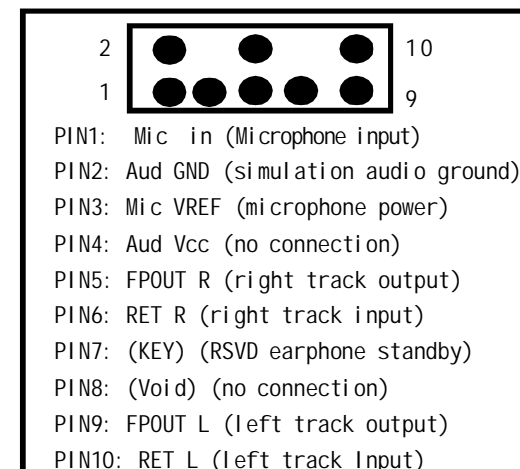 2 10
1 9
PIN1: Mic in (Microphone input)
PIN2: Aud GND (simulation audio ground)
PIN3: Mic VREF (microphone power)
PIN4: Aud Vcc (no connection)
PIN5: FPOUT R (right track output)
PIN6: RET R (right track input)
PIN7: (KEY) (RSVD earphone standby)
PIN8: (Void) (no connection)
PIN9: FPOUT L (left track output)
PIN10: RET L (left track Input)